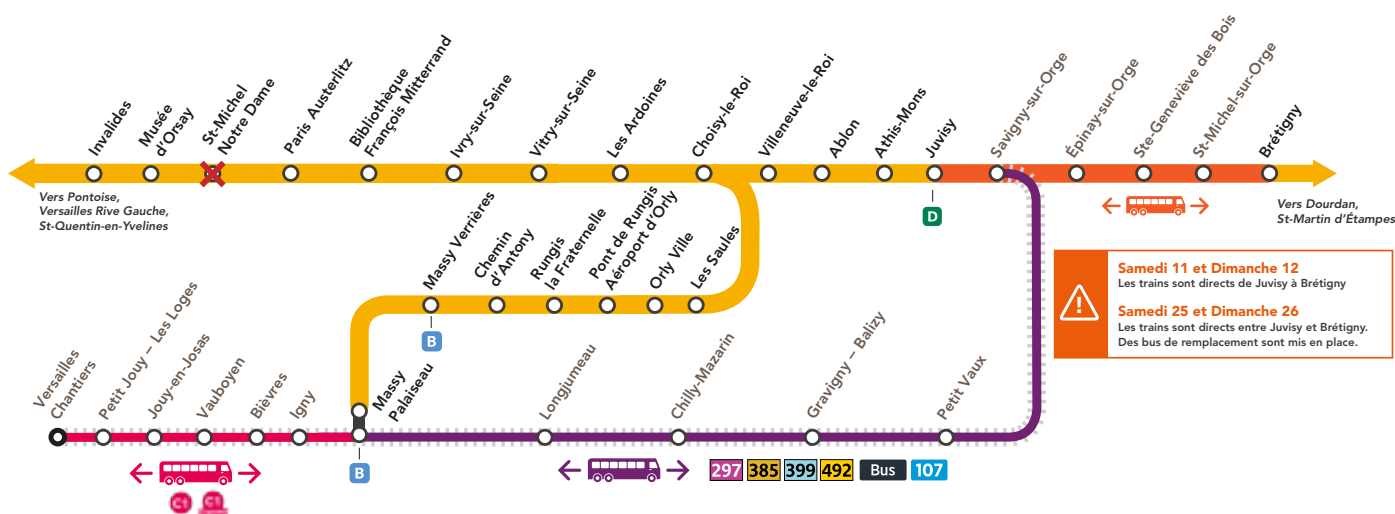 Invalides
Musée
d'Orsay
St-Michel
Notre Dame
Paris Austerlitz
Bibliothèque
François Mitterrand
Ivry-sur-Seine
Vitry-sur-Seine
Les Ardoines
Choisy-le-Roi
Villeneuve-le-Roi
Ablon
Athis-Mons
Juvisy
Savigny-sur-Orge
Épinay-sur-Orge
Ste-Geneviève des Bois
St-Michel-sur-Orge
Brétigny
Vers Pontoise,
Versailles Rive Gauche,
St-Quentin-en-Yvelines
D
Vers Dourdan,
St-Martin d'Étampes
Massy Verrières
Chemin
d'Antony
Rungis
la Fraternelle
Pont de Rungis
Aéroport d'Orly
Orly Ville
Les Saules
B
Samedi 11 et Dimanche 12
Les trains sont directs de Juvisy à Brétigny
Samedi 25 et Dimanche 26
Les trains sont directs entre Juvisy et Brétigny.
Des bus de remplacement sont mis en place.
Versailles
Chantiers
Petit Jouy – Les Loges
Jouy-en-Josas
Vauboyen
Bièvres
Igny
Massy
Palaiseau
Longjumeau
Chilly-Mazarin
Gravigny – Balizy
Petit Vaux
B
297 385 399 492 Bus 107
C1